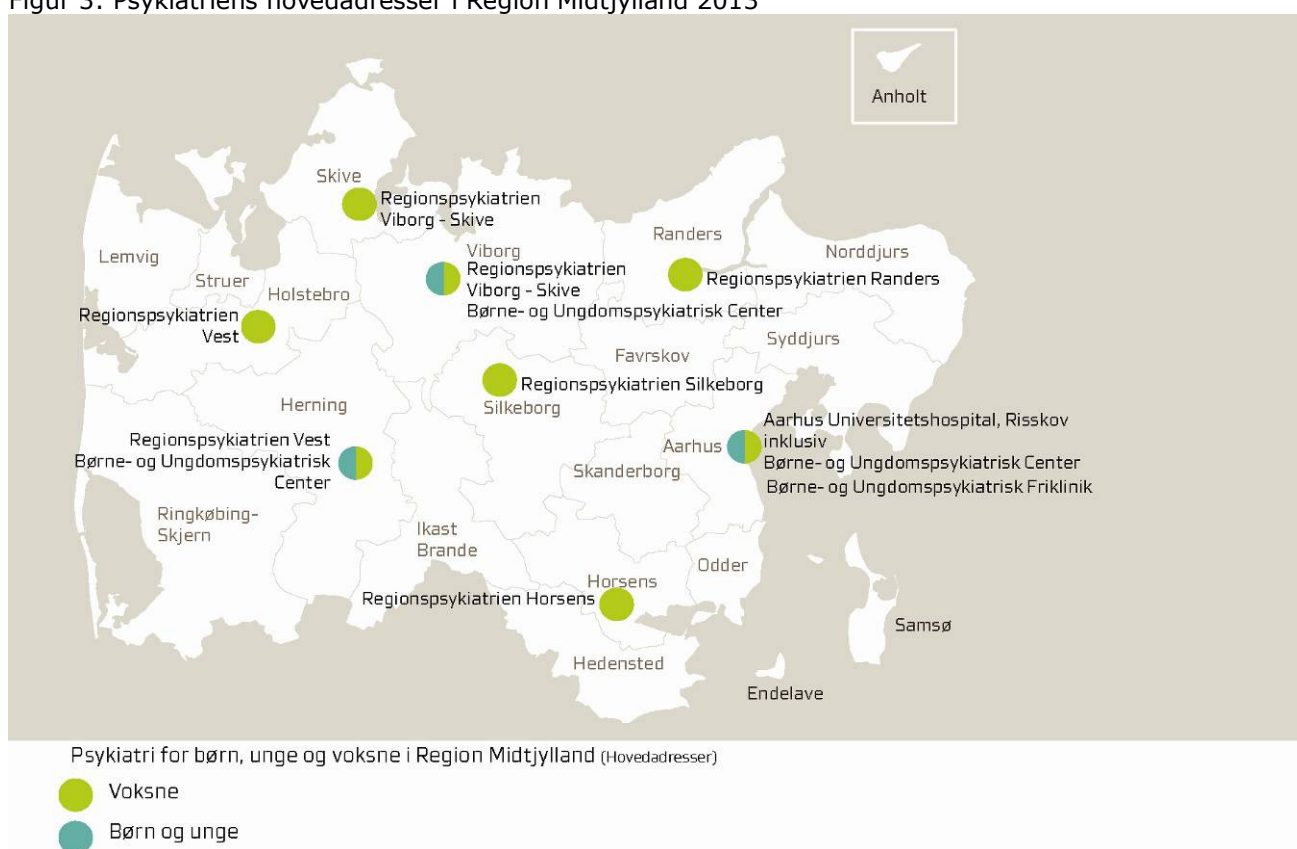 Figur 3: Psykiatriens hovedadresser i Region Midtjylland 2013
Anholt
Skive
Regionspsykiatrien
Viborg - Skive
Randers
Norddjurs
Lemvig
Viborg
Struer
Regionspsykiatrien
Viborg - Skive
Børne- og Ungdomspsykiatrisk Center
Regionspsykiatrien Randers
Holstebro
Regionspsykiatrien
Vest
Syddjurs
Favrskov
Regionspsykiatrien Silkeborg
Silkeborg
Herning
Regionspsykiatrien Vest
Børne- og Ungdomspsykiatrisk
Center
Aarhus
Aarhus Universitetshospital, Risskov
inklusiv
Børne- og Ungdomspsykiatrisk Center
Børne- og Ungdomspsykiatrisk Friklinik
Skanderborg
Ringkøbing-
Skjern
Ikast
Brande
Odder
Horsens
Regionspsykiatrien Horsens
Samsø
Hedensted
Endelave
Psykiatri for børn, unge og voksne i Region Midtjylland (Hovedadresser)
Voksne
Børn og unge